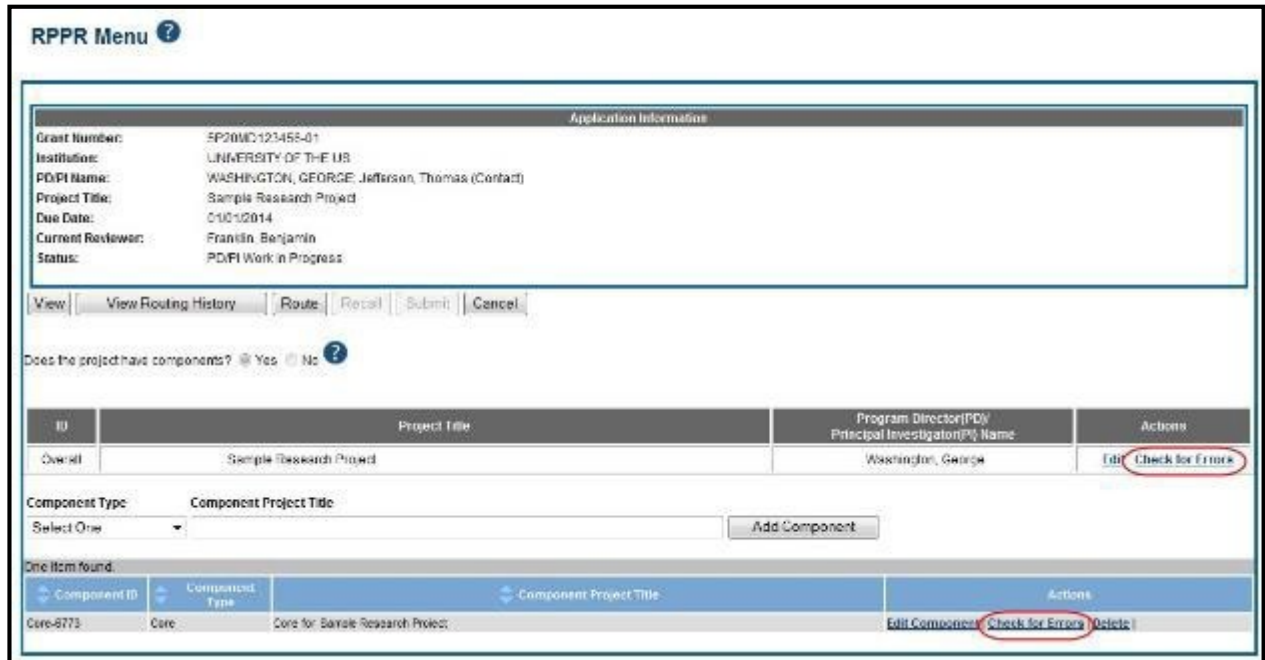 RPPR Menu ?
Application Information
Grant Number: 5P20MD123456-01
Institution: UNIVERSITY OF THE US
PD/PI Name: WASHINGTON, GEORGE; Jefferson, Thomas (Contact)
Project Title: Sample Research Project
Due Date: 01/01/2014
Current Reviewer: Franklin, Benjamin
Status: PD/PI Work in Progress
View View Routing History Route Recall Submit Cancel
Does the project have components? Yes No ?
ID Project Title Program Director(PD)/ Principal Investigator(PI) Name Actions
Overall Sample Research Project Washington, George Edit Check for Errors
Component Type Component Project Title
Select One Add Component
One item found.
Component ID Component Type Component Project Title Actions
Core-6773 Core Core for Sample Research Project Edit Component | Check for Errors | Delete |